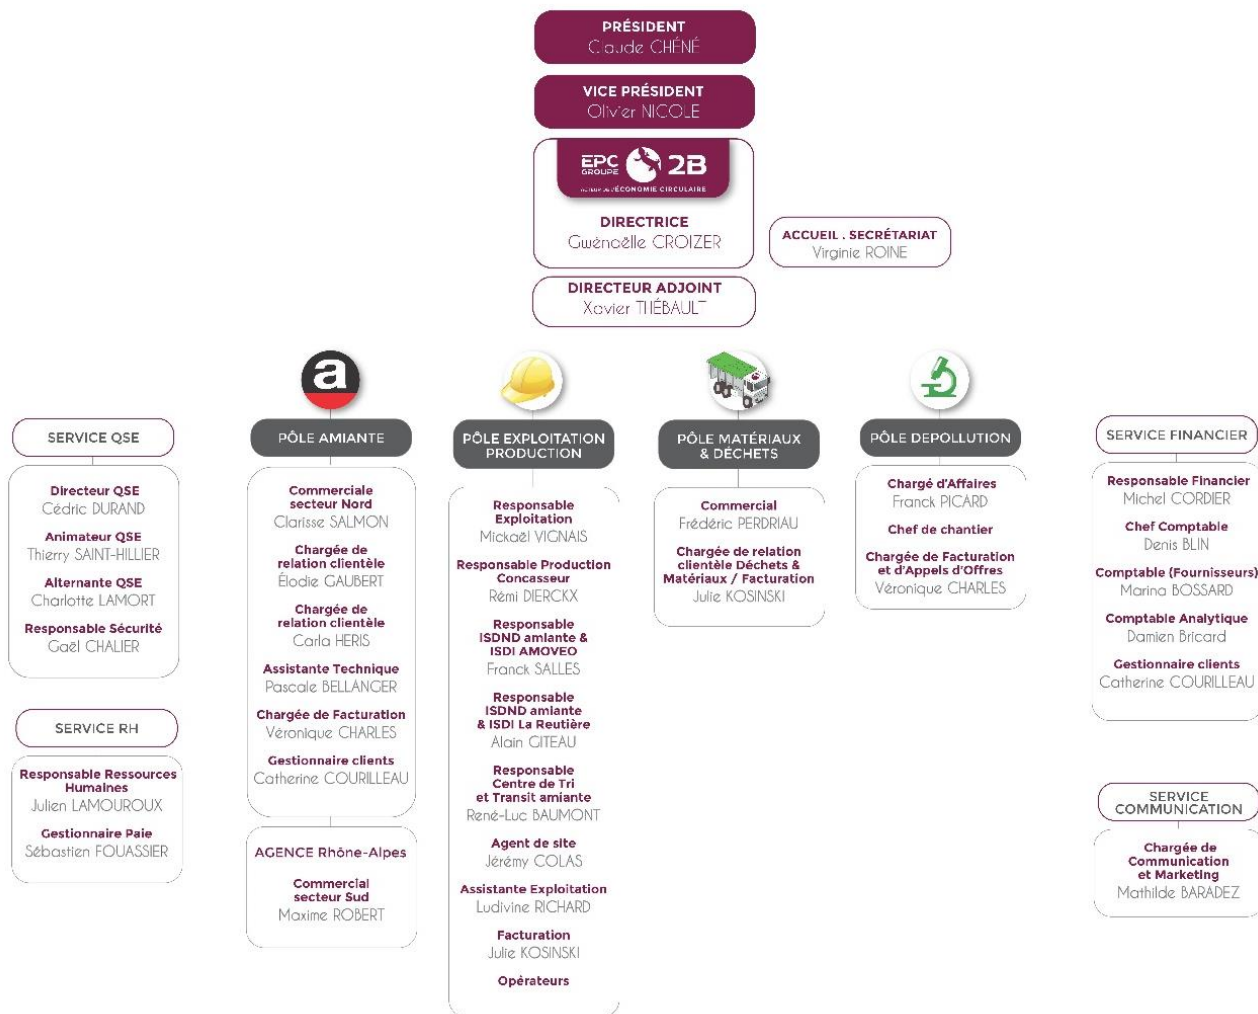 PRÉSIDENT
Claude CHÉNÉ
VICE PRÉSIDENT
Olivier NICOLE
EPC GROUPE 2B
ACTEUR DE L'ÉCONOMIE CIRCULAIRE
DIRECTRICE
Gwénaëlle CROIZER
ACCUEIL . SECRÉTARIAT
Virginie ROINE
DIRECTEUR ADJOINT
Xavier THÉBAULT
SERVICE QSE
Directeur QSE
Cédric DURAND
Animateur QSE
Thierry SAINT-HILLIER
Alternante QSE
Charlotte LAMORT
Responsable Sécurité
Gaël CHALIER
SERVICE RH
Responsable Ressources
Humaines
Julien LAMOUROUX
Gestionnaire Paie
Sébastien FOUASSIER
a
PÔLE AMIANTE
Commerciale
secteur Nord
Clarisse SALMON
Chargée de
relation clientèle
Élodie GAUBERT
Chargée de
relation clientèle
Carla HERIS
Assistante Technique
Pascale BELLANGER
Chargée de Facturation
Véronique CHARLES
Gestionnaire clients
Catherine COURILLEAU
AGENCE Rhône-Alpes
Commercial
secteur Sud
Maxime ROBERT
PÔLE EXPLOITATION
PRODUCTION
Responsable
Exploitation
Mickaël VIGNAIS
Responsable Production
Concasseur
Rémi DIERCKX
Responsable
ISDND amiante &
ISDI AMOVEO
Franck SALLES
Responsable
ISDND amiante
& ISDI La Reutière
Alain GITEAU
Responsable
Centre de Tri
et Transit amiante
René-Luc BAUMONT
Agent de site
Jérémy COLAS
Assistante Exploitation
Ludivine RICHARD
Facturation
Julie KOSINSKI
Opérateurs
PÔLE MATÉRIAUX
& DÉCHETS
Commercial
Frédéric PERDRIAU
Chargée de relation
clientèle Déchets &
Matériaux / Facturation
Julie KOSINSKI
PÔLE DEPOLLUTION
Chargé d'Affaires
Franck PICARD
Chef de chantier
Chargée de Facturation
et d'Appels d'Offres
Véronique CHARLES
SERVICE FINANCIER
Responsable Financier
Michel CORDIER
Chef Comptable
Denis BLIN
Comptable (Fournisseurs)
Marina BOSSARD
Comptable Analytique
Damien Bricard
Gestionnaire clients
Catherine COURILLEAU
SERVICE
COMMUNICATION
Chargée de
Communication
et Marketing
Mathilde BARADEZ